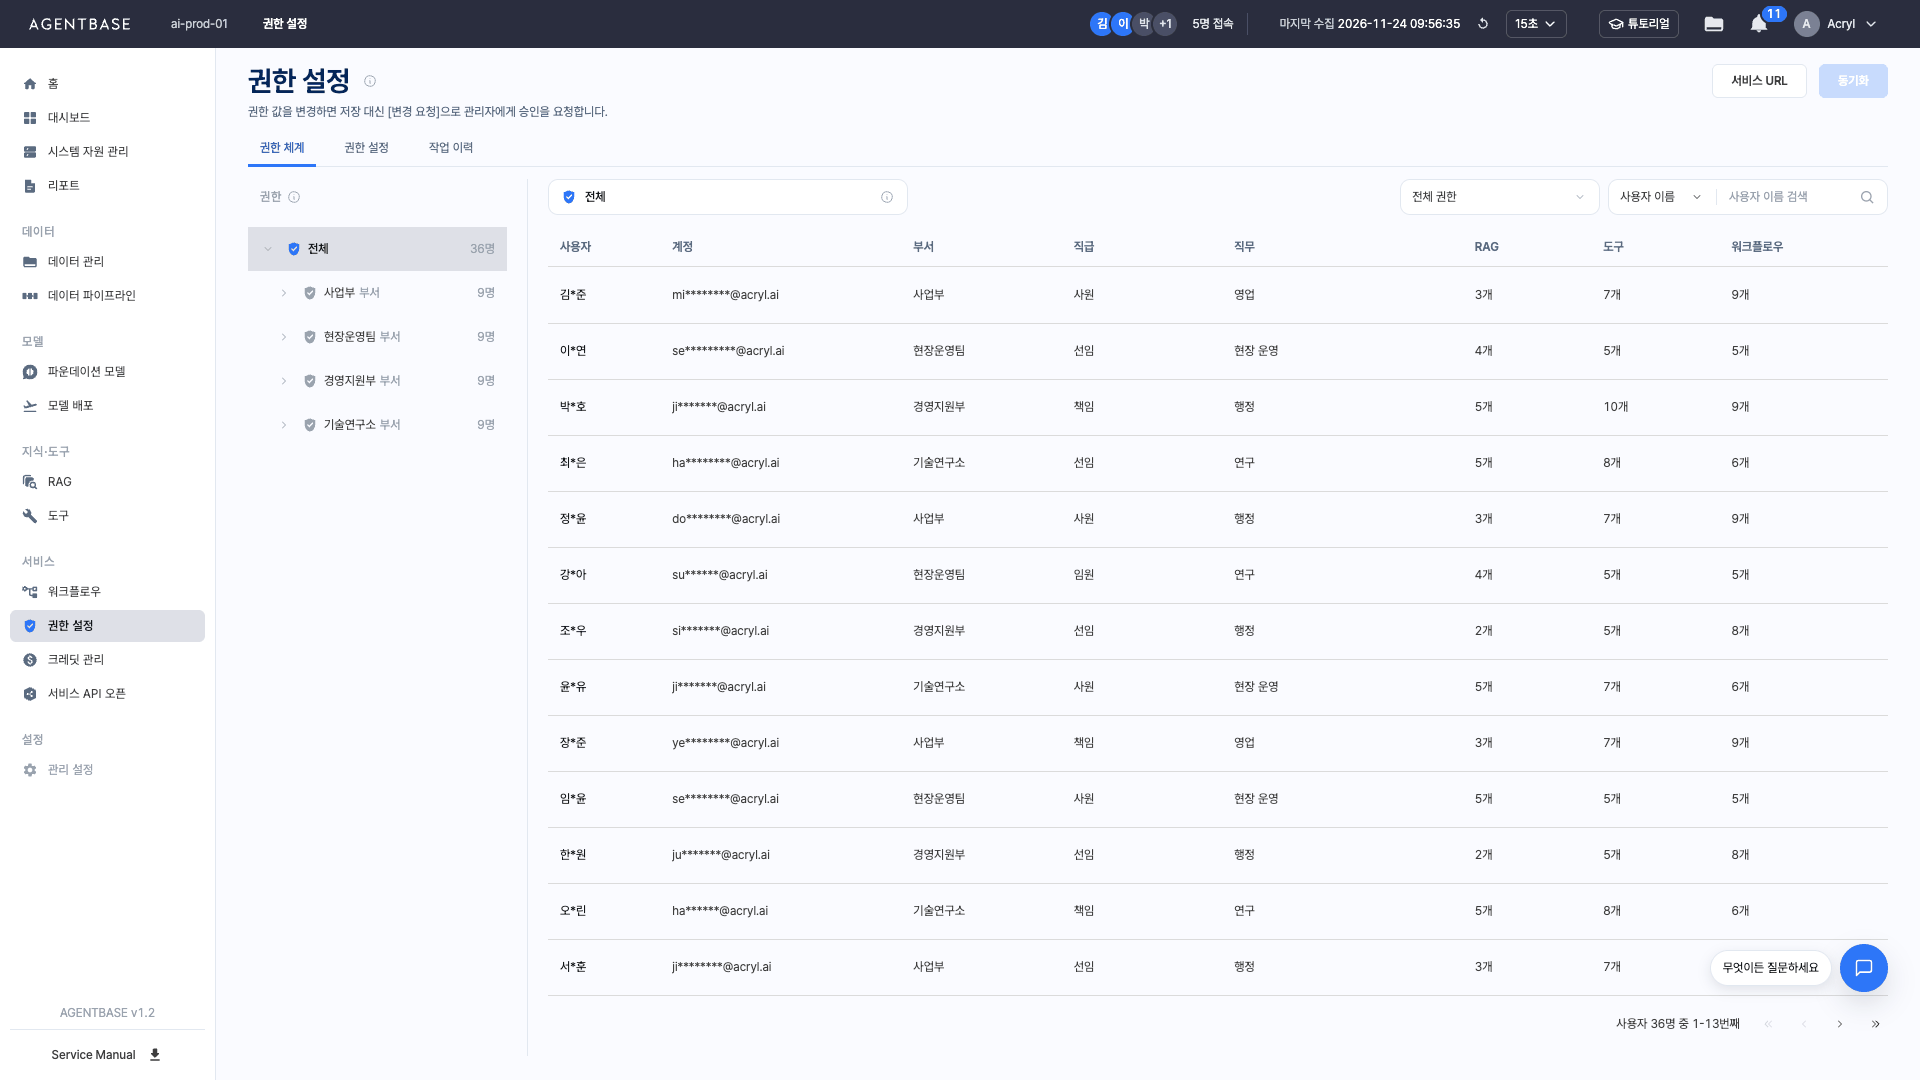 AGENTBASE ai-prod-01 권한 설정 김 이 박 +1 5명 접속 마지막 수집 2026-11-24 09:56:35 15초 튜토리얼 11 A Acryl
홈
대시보드
시스템 자원 관리
리포트
데이터
데이터 관리
데이터 파이프라인
모델
파운데이션 모델
모델 배포
지식·도구
RAG
도구
서비스
워크플로우
권한 설정
크레딧 관리
서비스 API 오픈
설정
관리 설정
AGENTBASE v1.2
Service Manual
권한 설정
서비스 URL 동기화
권한 값을 변경하면 저장 대신 [변경 요청]으로 관리자에게 승인을 요청합니다.
권한 체계 권한 설정 작업 이력
권한
전체 36명
사업부 부서 9명
현장운영팀 부서 9명
경영지원부 부서 9명
기술연구소 부서 9명
전체 전체 권한 사용자 이름 사용자 이름 검색
사용자 계정 부서 직급 직무 RAG 도구 워크플로우
김*준 mi********@acryl.ai 사업부 사원 영업 3개 7개 9개
이*연 se*********@acryl.ai 현장운영팀 선임 현장 운영 4개 5개 5개
박*호 ji*******@acryl.ai 경영지원부 책임 행정 5개 10개 9개
최*은 ha********@acryl.ai 기술연구소 선임 연구 5개 8개 6개
정*윤 do********@acryl.ai 사업부 사원 행정 3개 7개 9개
강*아 su******@acryl.ai 현장운영팀 임원 연구 4개 5개 5개
조*우 si*******@acryl.ai 경영지원부 선임 행정 2개 5개 8개
윤*유 ji*******@acryl.ai 기술연구소 사원 현장 운영 5개 7개 6개
장*준 ye********@acryl.ai 사업부 책임 영업 3개 7개 9개
임*윤 se********@acryl.ai 현장운영팀 사원 현장 운영 5개 5개 5개
한*원 ju*******@acryl.ai 경영지원부 선임 행정 2개 5개 8개
오*린 ha******@acryl.ai 기술연구소 책임 연구 5개 8개 6개
서*훈 ji********@acryl.ai 사업부 선임 행정 3개 7개
무엇이든 질문하세요
사용자 36명 중 1-13번째